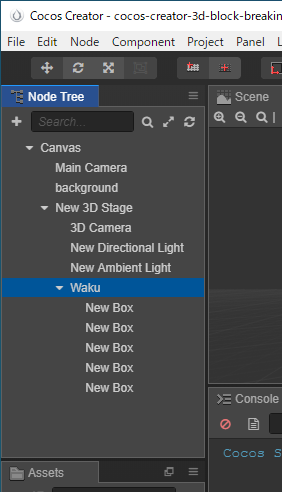 Cocos Creator - cocos-creator-3d-block-breakin
File Edit Node Component Project Panel
Node Tree
Scene
Search...
Canvas
Main Camera
background
New 3D Stage
3D Camera
New Directional Light
New Ambient Light
Waku
New Box
New Box
New Box
New Box
New Box
Console
Cocos S
Assets